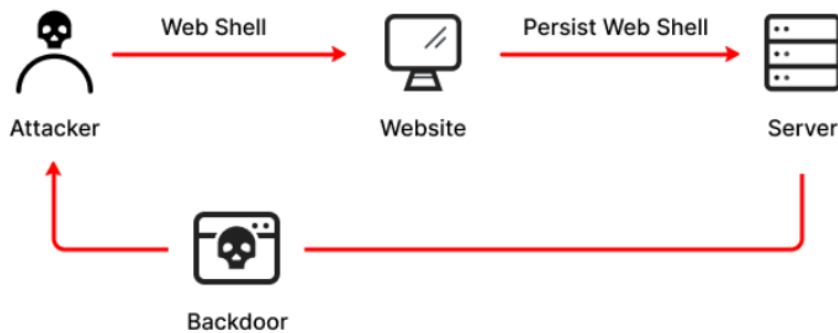 Web Shell
Persist Web Shell
Attacker
Website
Server
Backdoor